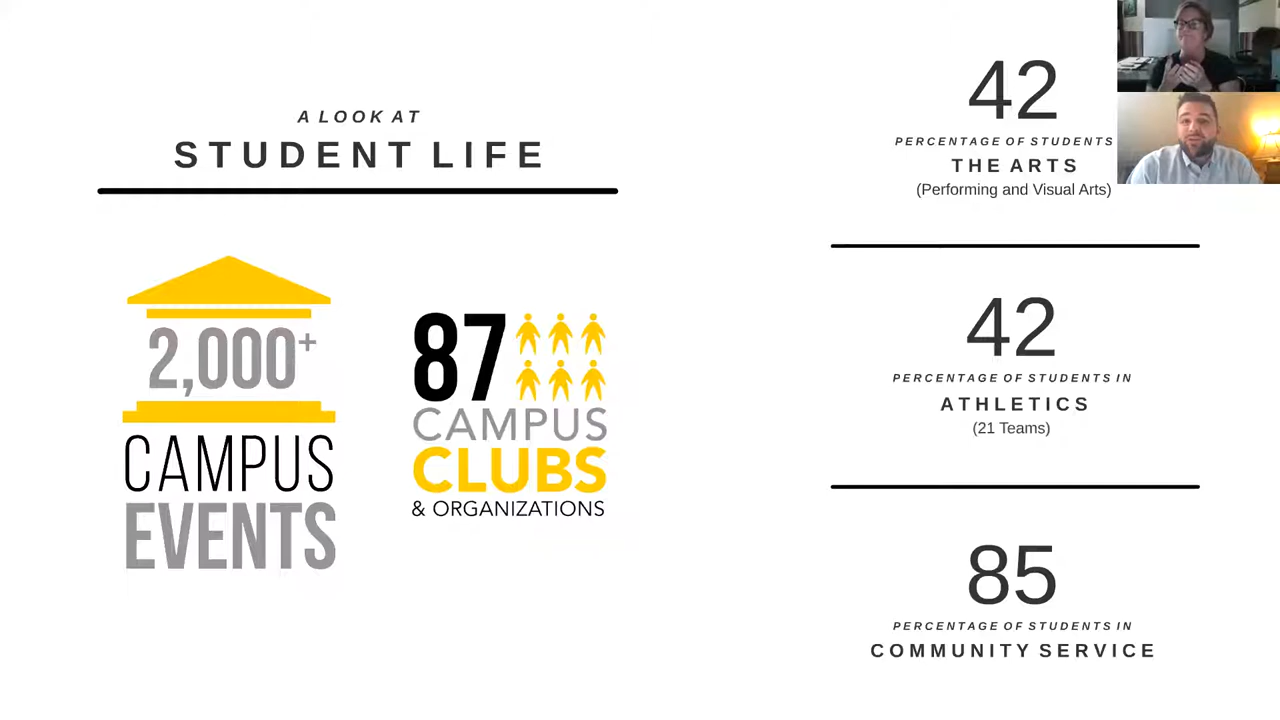 A LOOK AT
STUDENT LIFE
2,000+
CAMPUS
EVENTS
87
CAMPUS
CLUBS
& ORGANIZATIONS
42
PERCENTAGE OF STUDENTS
THE ARTS
(Performing and Visual Arts)
42
PERCENTAGE OF STUDENTS IN
ATHLETICS
(21 Teams)
85
PERCENTAGE OF STUDENTS IN
COMMUNITY SERVICE